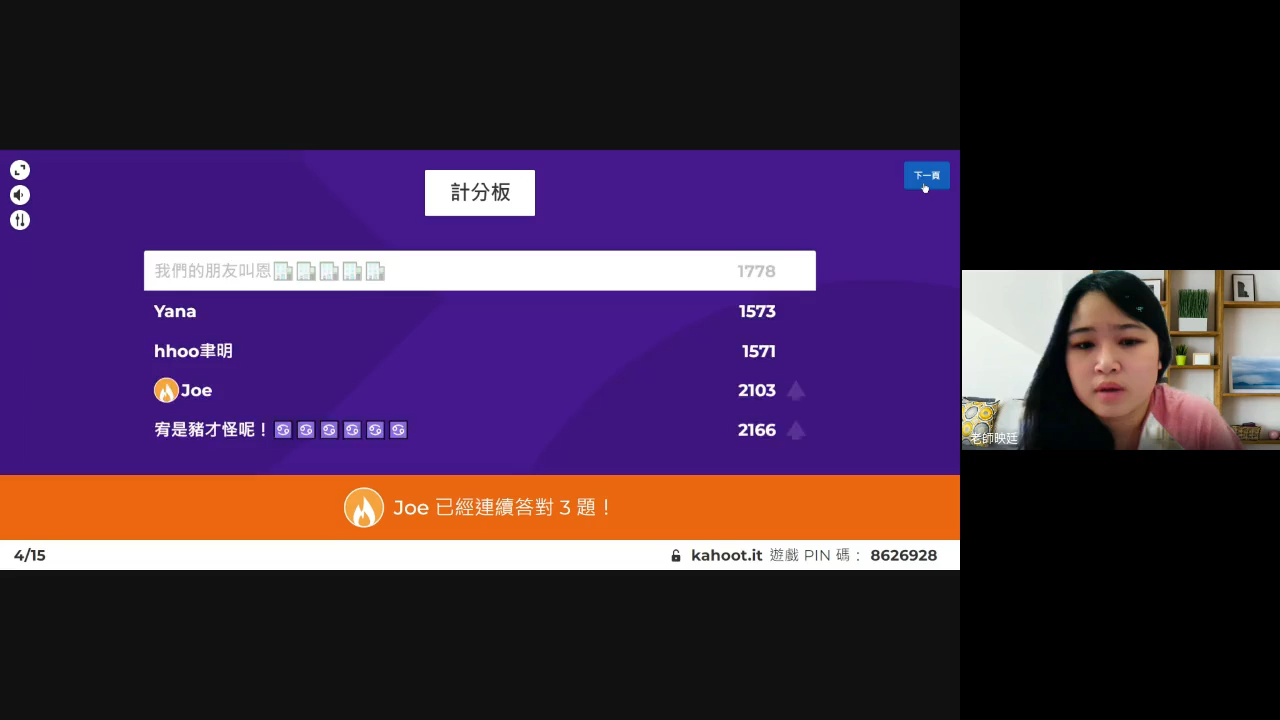 計分板
下一頁
我們的朋友叫恩🏢🏢🏢🏢🏢 1778
Yana 1573
hhoo聿明 1571
Joe 2103
宥是豬才怪呢！♋♋♋♋♋♋ 2166
老師映廷
Joe 已經連續答對 3 題！
4/15
kahoot.it 遊戲 PIN 碼： 8626928